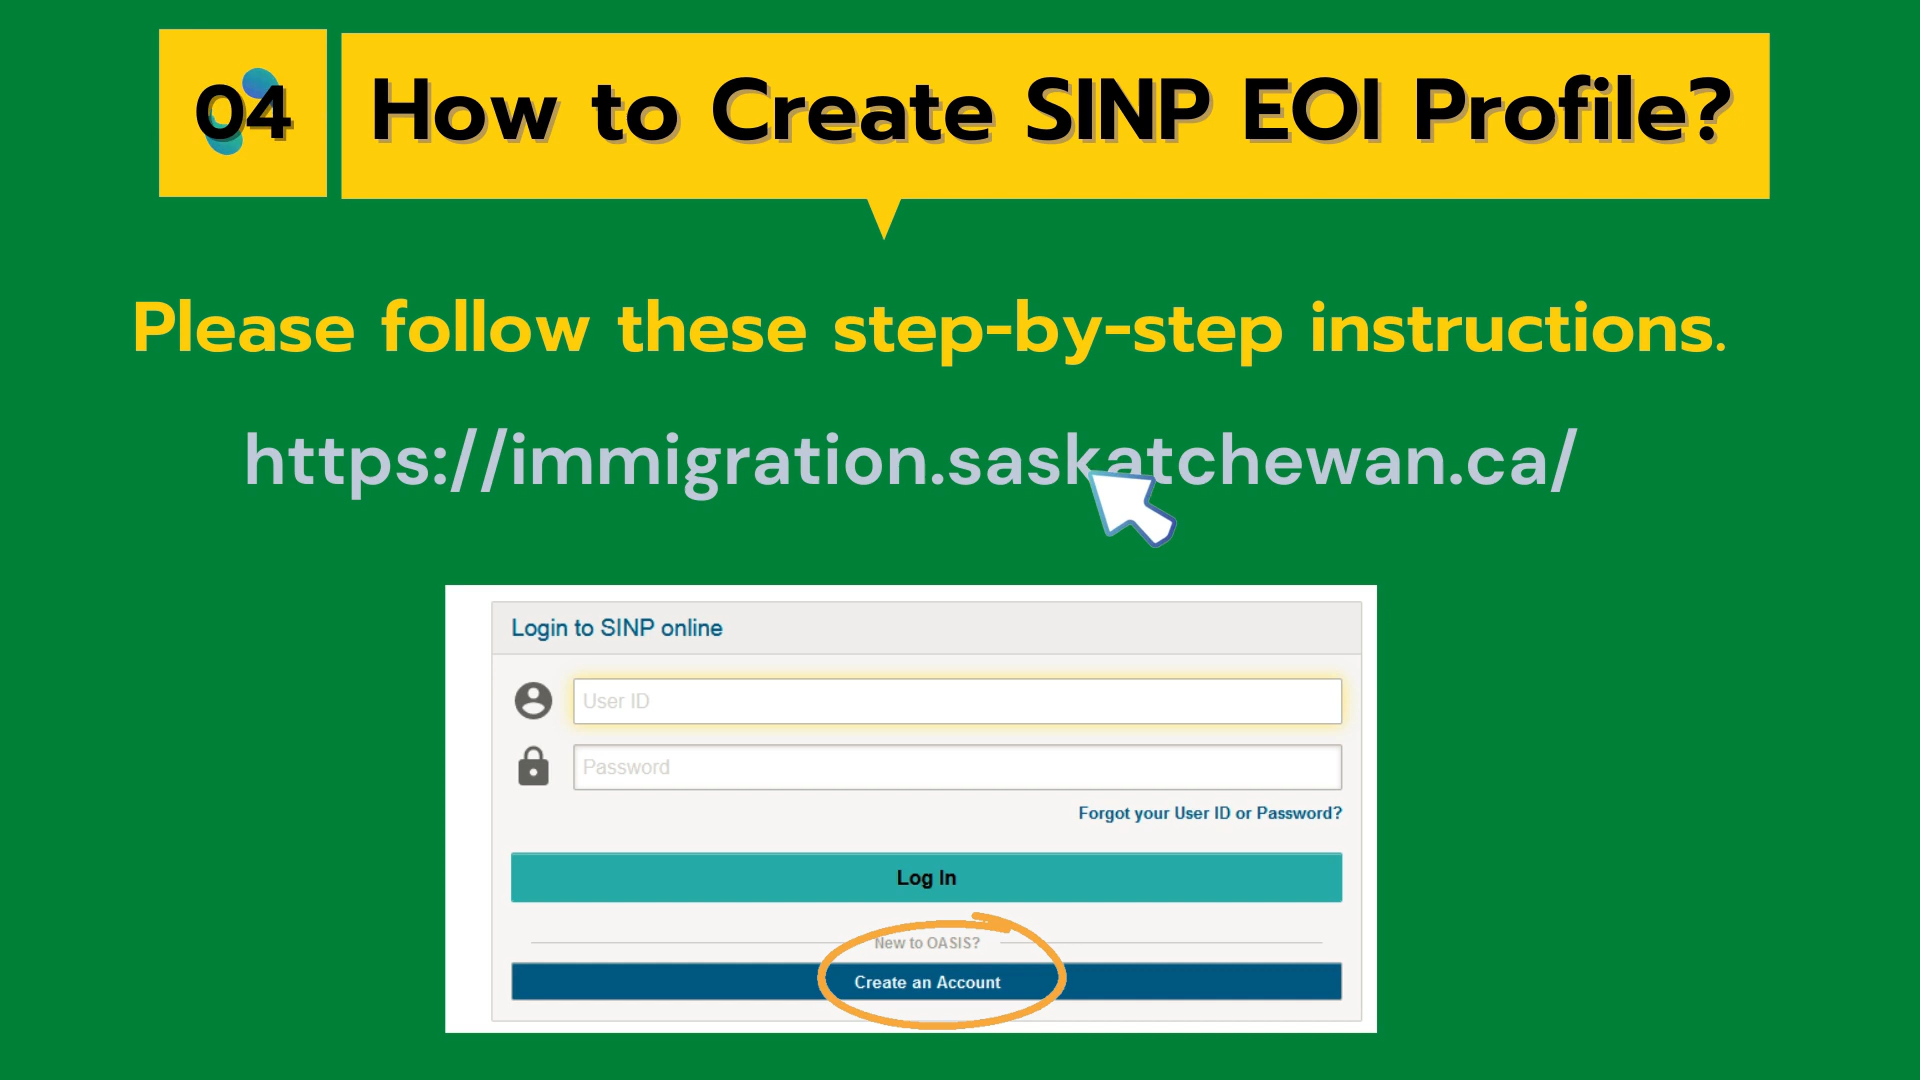 04
How to Create SINP EOI Profile?
Please follow these step-by-step instructions.
https://immigration.saskatchewan.ca/
Login to SINP online
User ID
Password
Forgot your User ID or Password?
Log In
New to OASIS?
Create an Account